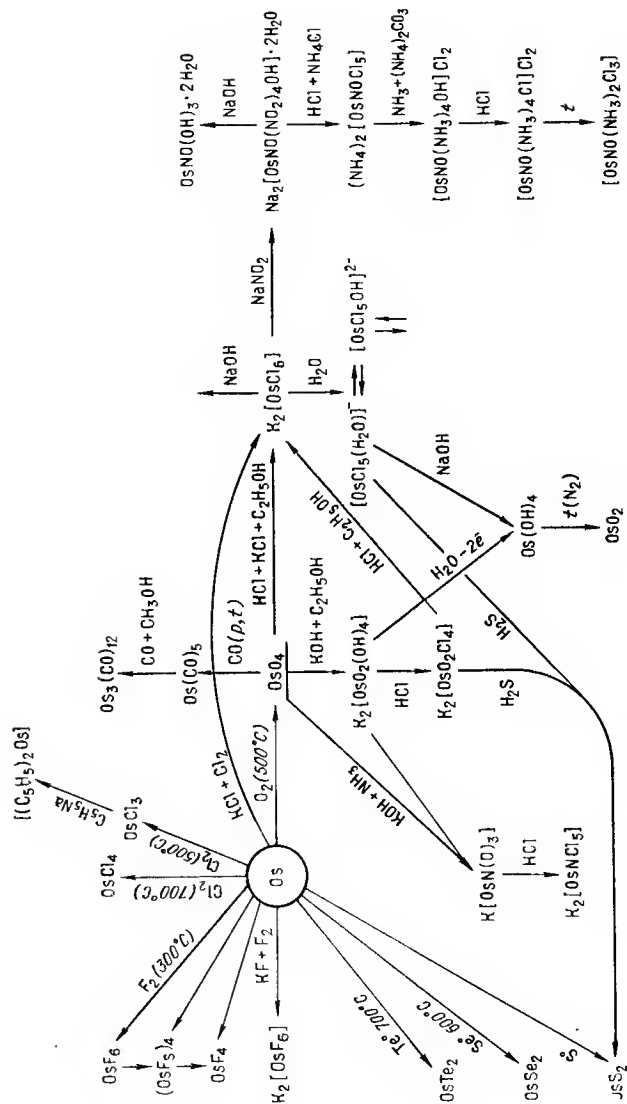 [(C₅H₅)₂Os]
C₅H₅Na
OsCl₃
Cl₂(500°C)
OsCl₄
Cl₂(700°C)
F₂(300°C)
OsF₆
(OsF₅)₄
OsF₄
KF + F₂
K₂[OsF₆]
Os
Te° 700°C
OsTe₂
Se° 600°C
OsSe₂
S°
OsS₂
KCl + Cl₂
O₂(500°C)
Os₃(CO)₁₂
CO + CH₃OH
Os(CO)₅
CO(p,t)
OsO₄
HCl + KCl + C₂H₅OH
KOH + C₂H₅OH
KOH + NH₃
K[OsN(O)₃]
HCl
K₂[OsNCl₅]
K₂[OsO₂(OH)₄]
HCl
K₂[OsO₂Cl₄]
H₂S
HCl + C₂H₅OH
H₂O-2ē
H₂S
NaOH
K₂[OsCl₆]
H₂O
[OsCl₅(H₂O)]⁻
[OsCl₅OH]²⁻
NaOH
Os(OH)₄
t(N₂)
OsO₂
NaNO₂
OsNO(OH)₃·2H₂O
NaOH
Na₂[OsNO(NO₂)₄OH]·2H₂O
HCl + NH₄Cl
(NH₄)₂[OsNOCl₅]
NH₃+(NH₄)₂CO₃
[OsNO(NH₃)₄OH]Cl₂
HCl
[OsNO(NH₃)₄Cl]Cl₂
t
[OsNO(NH₃)₂Cl₃]